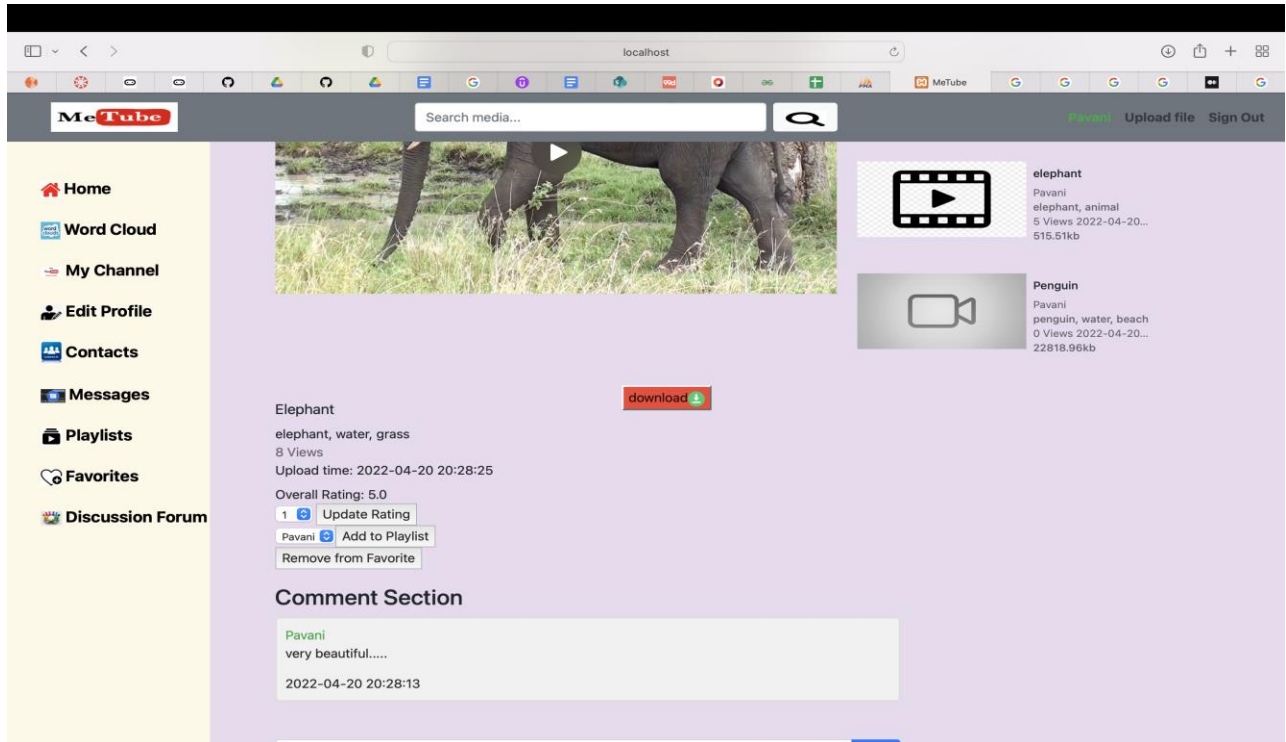 localhost
MeTube
MeTube
Search media...
Pavani Upload file Sign Out
Home
Word Cloud
My Channel
Edit Profile
Contacts
Messages
Playlists
Favorites
Discussion Forum
elephant
Pavani
elephant, animal
5 Views 2022-04-20...
515.51kb
Penguin
Pavani
penguin, water, beach
0 Views 2022-04-20...
22818.96kb
download
Elephant
elephant, water, grass
8 Views
Upload time: 2022-04-20 20:28:25
Overall Rating: 5.0
1 Update Rating
Pavani Add to Playlist
Remove from Favorite
Comment Section
Pavani
very beautiful.....
2022-04-20 20:28:13